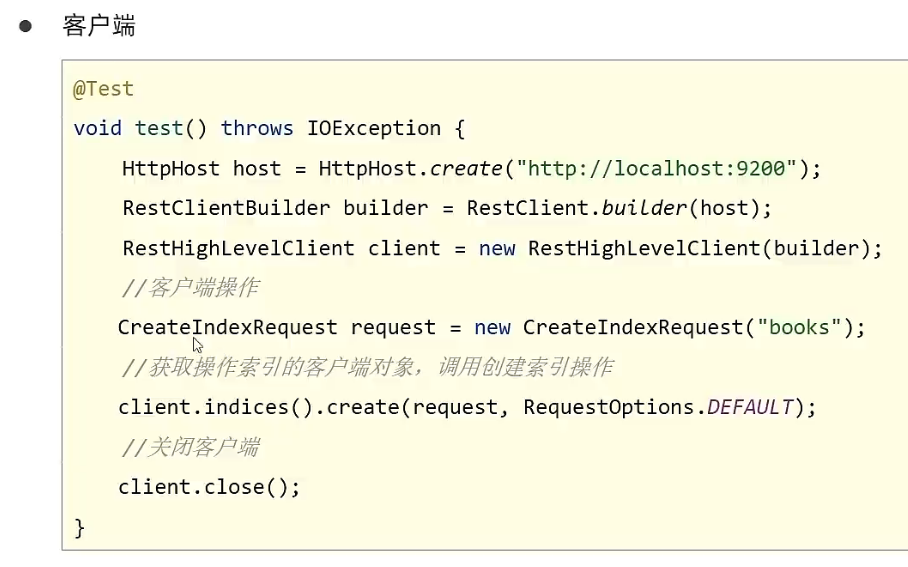 ● 客户端
@Test
void test() throws IOException {
HttpHost host = HttpHost.create("http://localhost:9200");
RestClientBuilder builder = RestClient.builder(host);
RestHighLevelClient client = new RestHighLevelClient(builder);
//客户端操作
CreateIndexRequest request = new CreateIndexRequest("books");
//获取操作索引的客户端对象，调用创建索引操作
client.indices().create(request, RequestOptions.DEFAULT);
//关闭客户端
client.close();
}